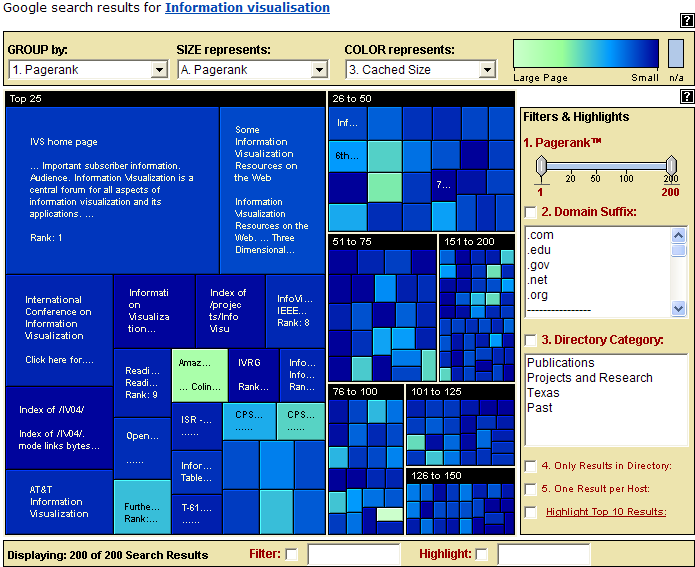 Google search results for Information visualisation
?
GROUP by:
SIZE represents:
COLOR represents:
1. Pagerank
A. Pagerank
3. Cached Size
Large Page
Small
n/a
?
Top 25
IVS home page
... Important subscriber information.
Audience. Information Visualization is a
central forum for all aspects of
information visualization and its
applications. ...
Rank: 1
Some
Information
Visualization
Resources on
the Web
Information
Visualization
Resources on the
Web. ... Three
Dimensional...
International
Conference on
Information
Visualization
Click here for....
Informati
on
Visualiza
tion...
Index of
/projec
ts/Info
Visu
InfoVi...
IEEE...
Rank: 8
Readi...
Readi...
Rank: 9
Amaz...
... Colin...
IVRG
Rank...
Info...
Info...
Ran...
Index of /IV04/
Index of /IV04/.
mode links bytes...
Open...
......
ISR -...
......
CPS...
......
CPS...
......
Infor...
Table...
AT&T
Information
Visualization
Furthe...
Rank:...
T-61...
......
26 to 50
Inf...
6th...
7...
51 to 75
151 to 200
76 to 100
101 to 125
126 to 150
Filters & Highlights
1. Pagerank™
1
20
50
100
200
200
2. Domain Suffix:
.com
.edu
.gov
.net
.org
----------------
3. Directory Category:
Publications
Projects and Research
Texas
Past
4. Only Results in Directory:
5. One Result per Host:
Highlight Top 10 Results:
Displaying: 200 of 200 Search Results
Filter:
Highlight: